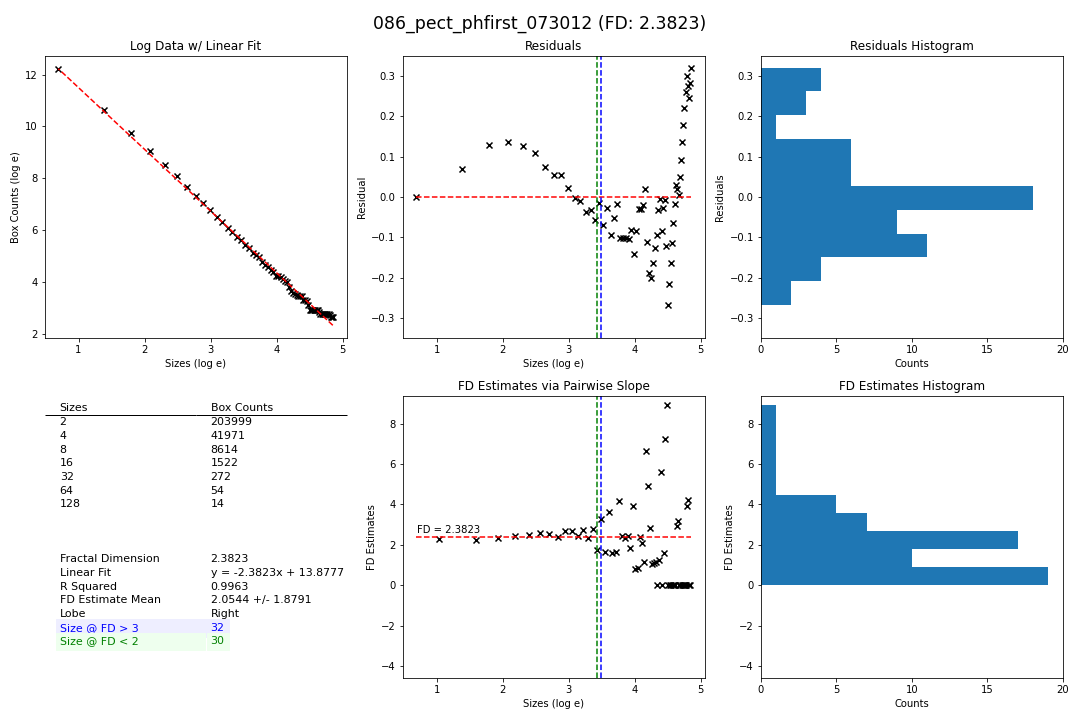 086_pect_phfirst_073012 (FD: 2.3823)
Log Data w/ Linear Fit
Box Counts (log e)
12
10
8
6
4
2
1 2 3 4 5
Sizes (log e)
Residuals
Residual
0.3
0.2
0.1
0.0
−0.1
−0.2
−0.3
1 2 3 4 5
Sizes (log e)
Residuals Histogram
Residuals
0.3
0.2
0.1
0.0
−0.1
−0.2
−0.3
0 5 10 15 20
Counts
Sizes Box Counts
2 203999
4 41971
8 8614
16 1522
32 272
64 54
128 14
Fractal Dimension 2.3823
Linear Fit y = -2.3823x + 13.8777
R Squared 0.9963
FD Estimate Mean 2.0544 +/- 1.8791
Lobe Right
Size @ FD > 3 32
Size @ FD < 2 30
FD Estimates via Pairwise Slope
FD Estimates
8
6
4
2
0
−2
−4
FD = 2.3823
1 2 3 4 5
Sizes (log e)
FD Estimates Histogram
FD Estimates
8
6
4
2
0
−2
−4
0 5 10 15 20
Counts